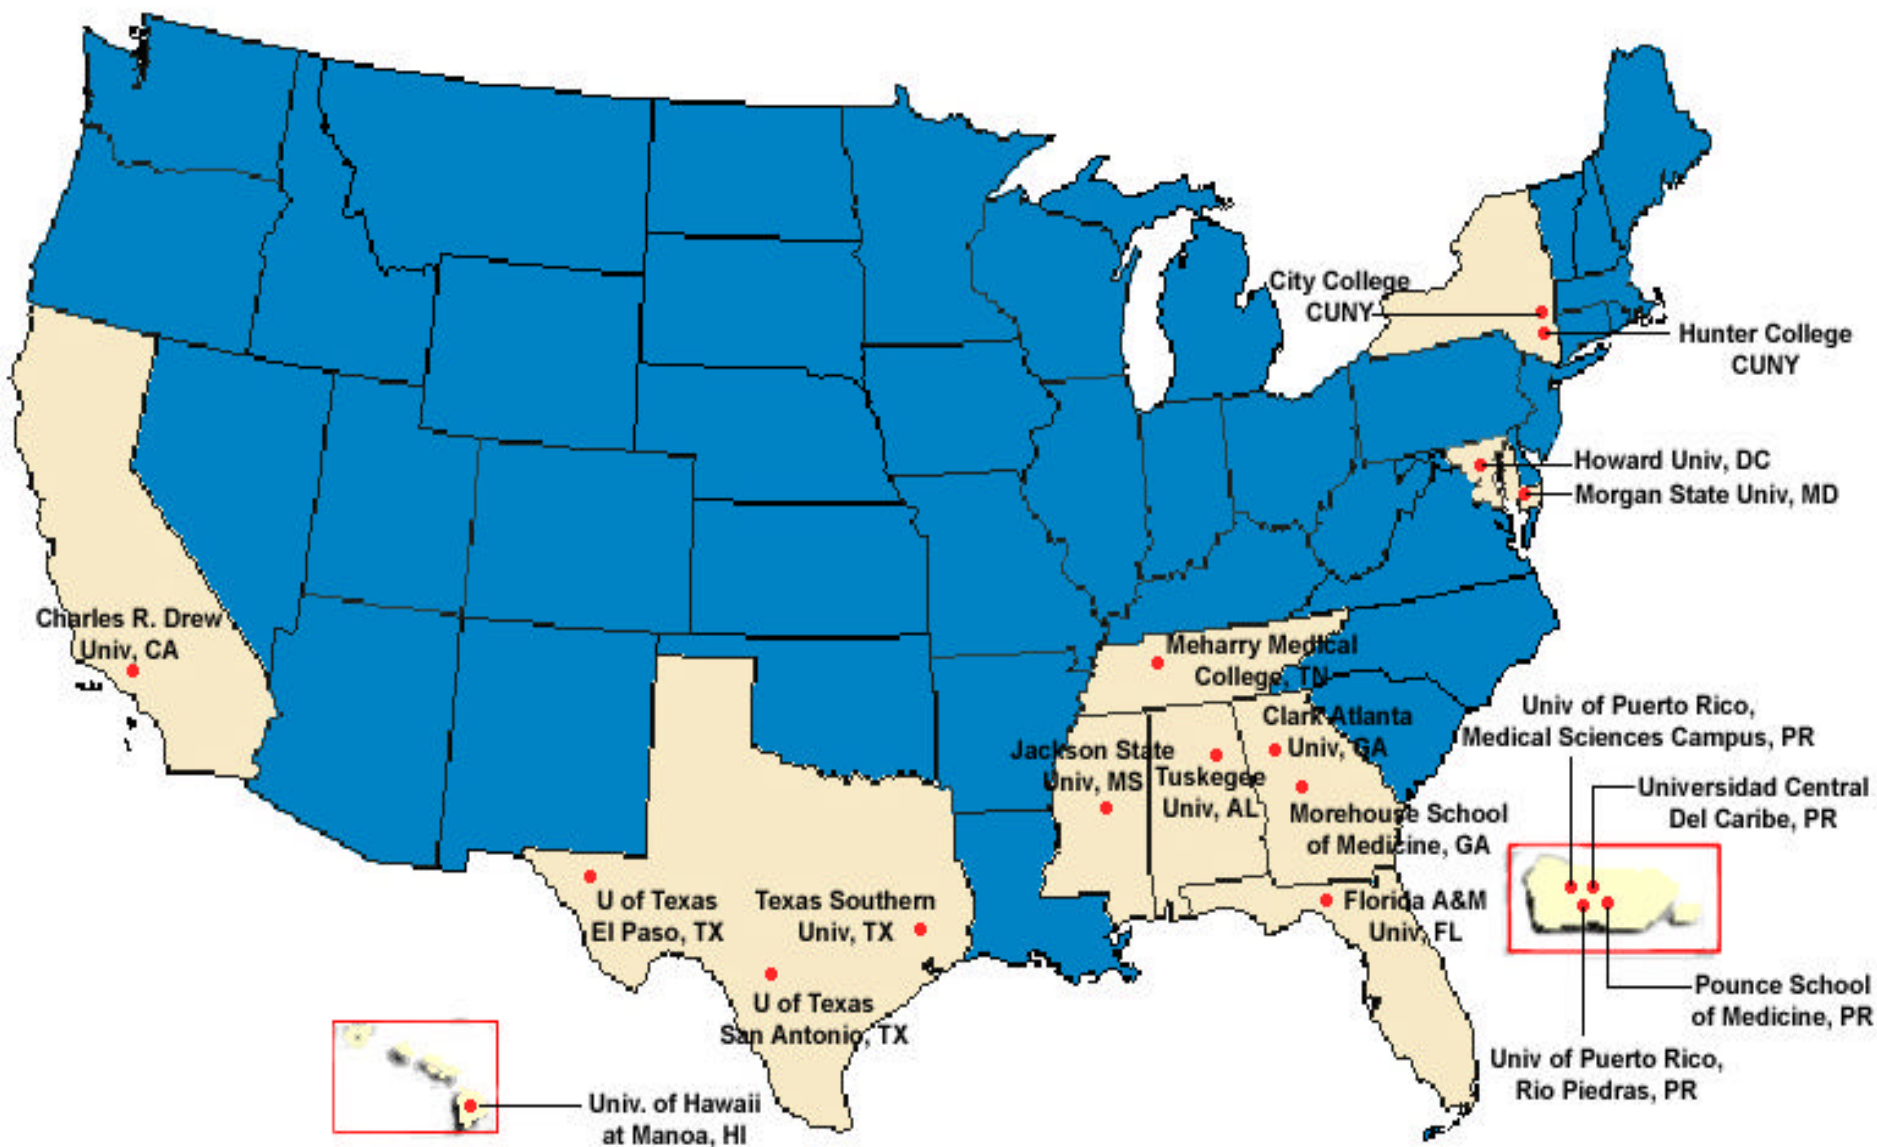 City College
CUNY
Hunter College
CUNY
Howard Univ, DC
Morgan State Univ, MD
Charles R. Drew
Univ, CA
Meharry Medical
College, TN
Clark Atlanta
Univ, GA
Jackson State
Univ, MS
Tuskegee
Univ, AL
Morehouse School
of Medicine, GA
Univ of Puerto Rico,
Medical Sciences Campus, PR
Universidad Central
Del Caribe, PR
U of Texas
El Paso, TX
Texas Southern
Univ, TX
Florida A&M
Univ, FL
U of Texas
San Antonio, TX
Pounce School
of Medicine, PR
Univ of Puerto Rico,
Rio Piedras, PR
Univ. of Hawaii
at Manoa, HI